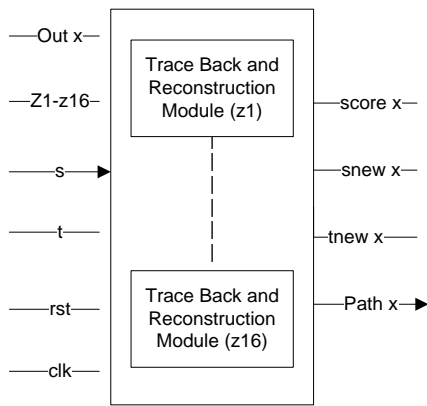 Out x
Z1-z16
s
t
rst
clk
Trace Back and
Reconstruction
Module (z1)
Trace Back and
Reconstruction
Module (z16)
score x
snew x
tnew x
Path x